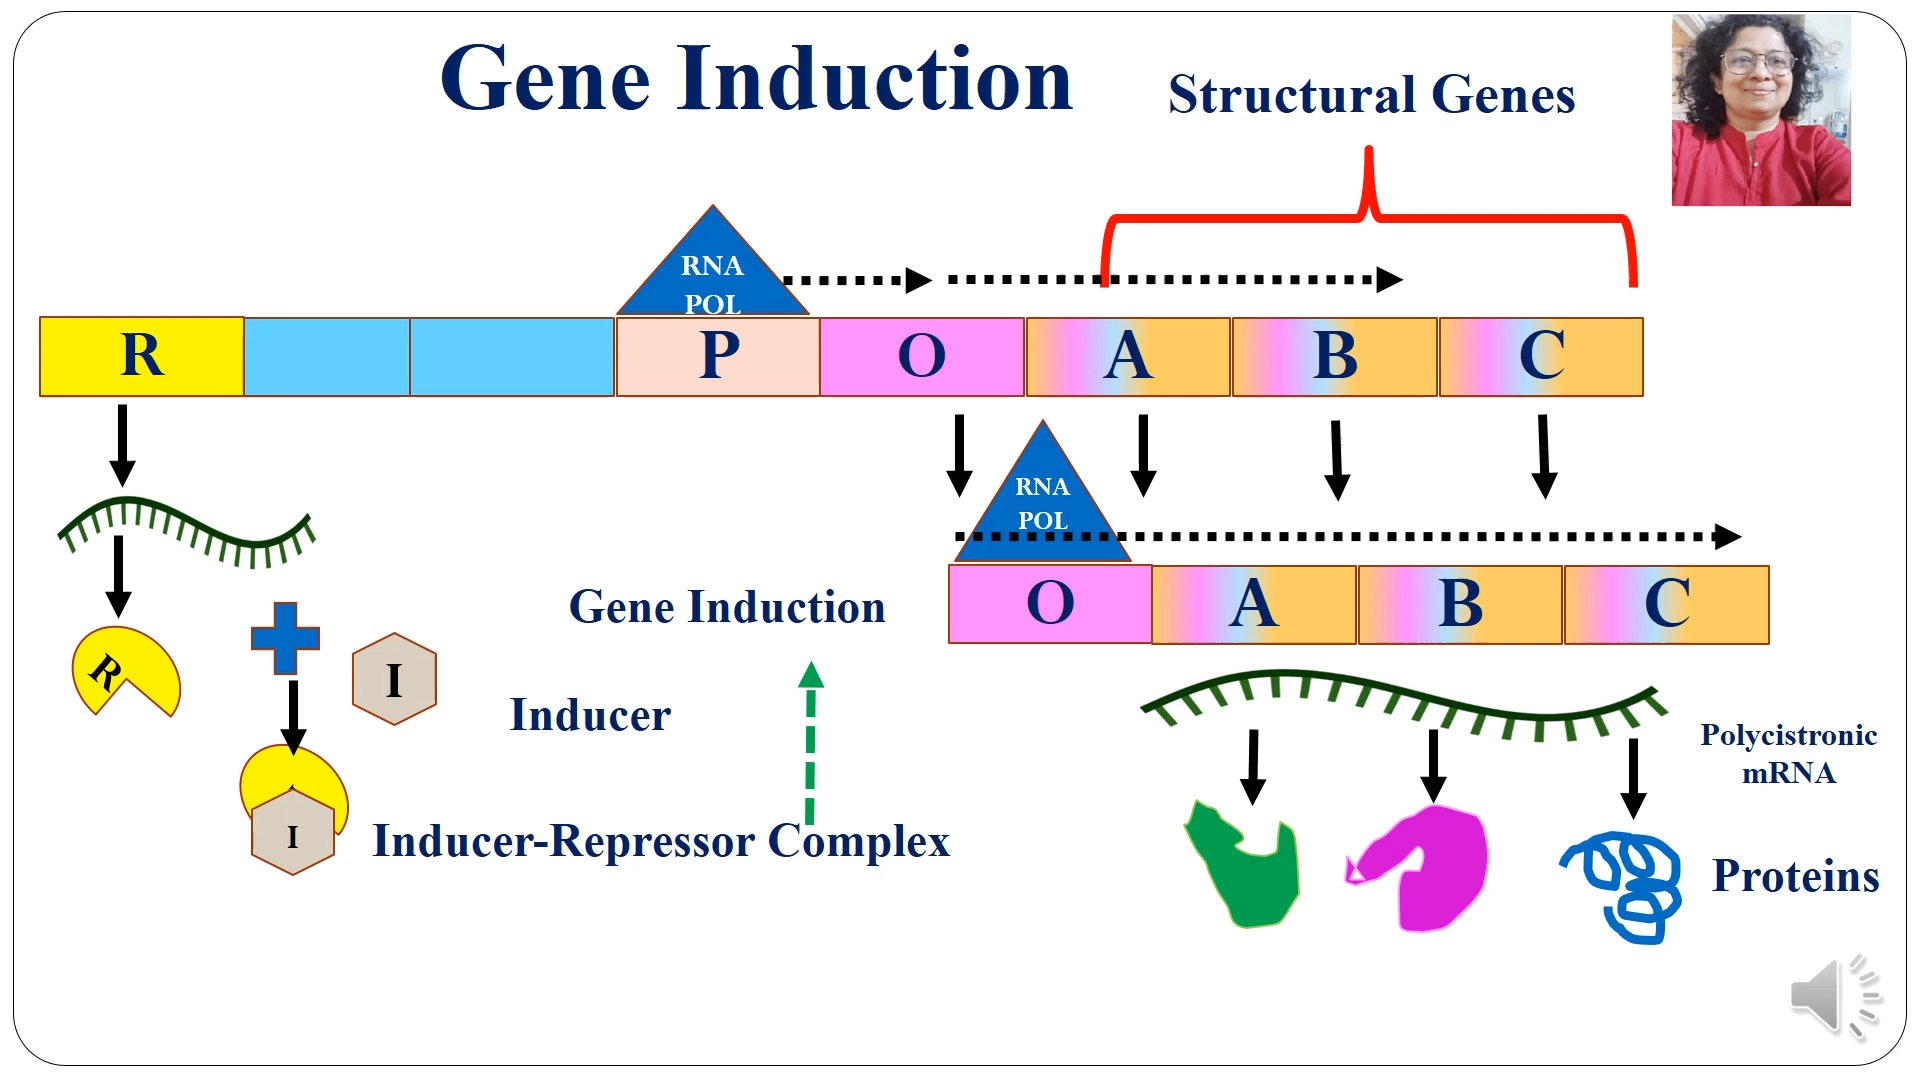 Gene Induction
Structural Genes
RNA
POL
R
P
O
A
B
C
RNA
POL
O
A
B
C
Gene Induction
R
I
Inducer
Polycistronic
mRNA
I
Inducer-Repressor Complex
Proteins